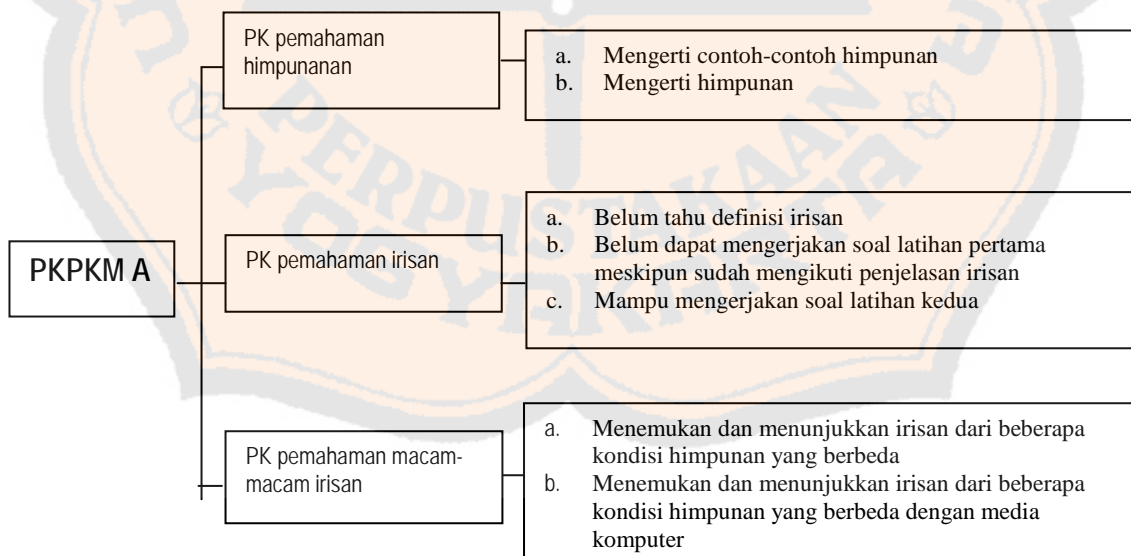 PK pemahaman
himpunanan
a. Mengerti contoh-contoh himpunan
b. Mengerti himpunan
PKPKM A
PK pemahaman irisan
a. Belum tahu definisi irisan
b. Belum dapat mengerjakan soal latihan pertama
meskipun sudah mengikuti penjelasan irisan
c. Mampu mengerjakan soal latihan kedua
PK pemahaman macam-
macam irisan
a. Menemukan dan menunjukkan irisan dari beberapa
kondisi himpunan yang berbeda
b. Menemukan dan menunjukkan irisan dari beberapa
kondisi himpunan yang berbeda dengan media
komputer
PERPUSTAKAAN
YOGYAKARTA